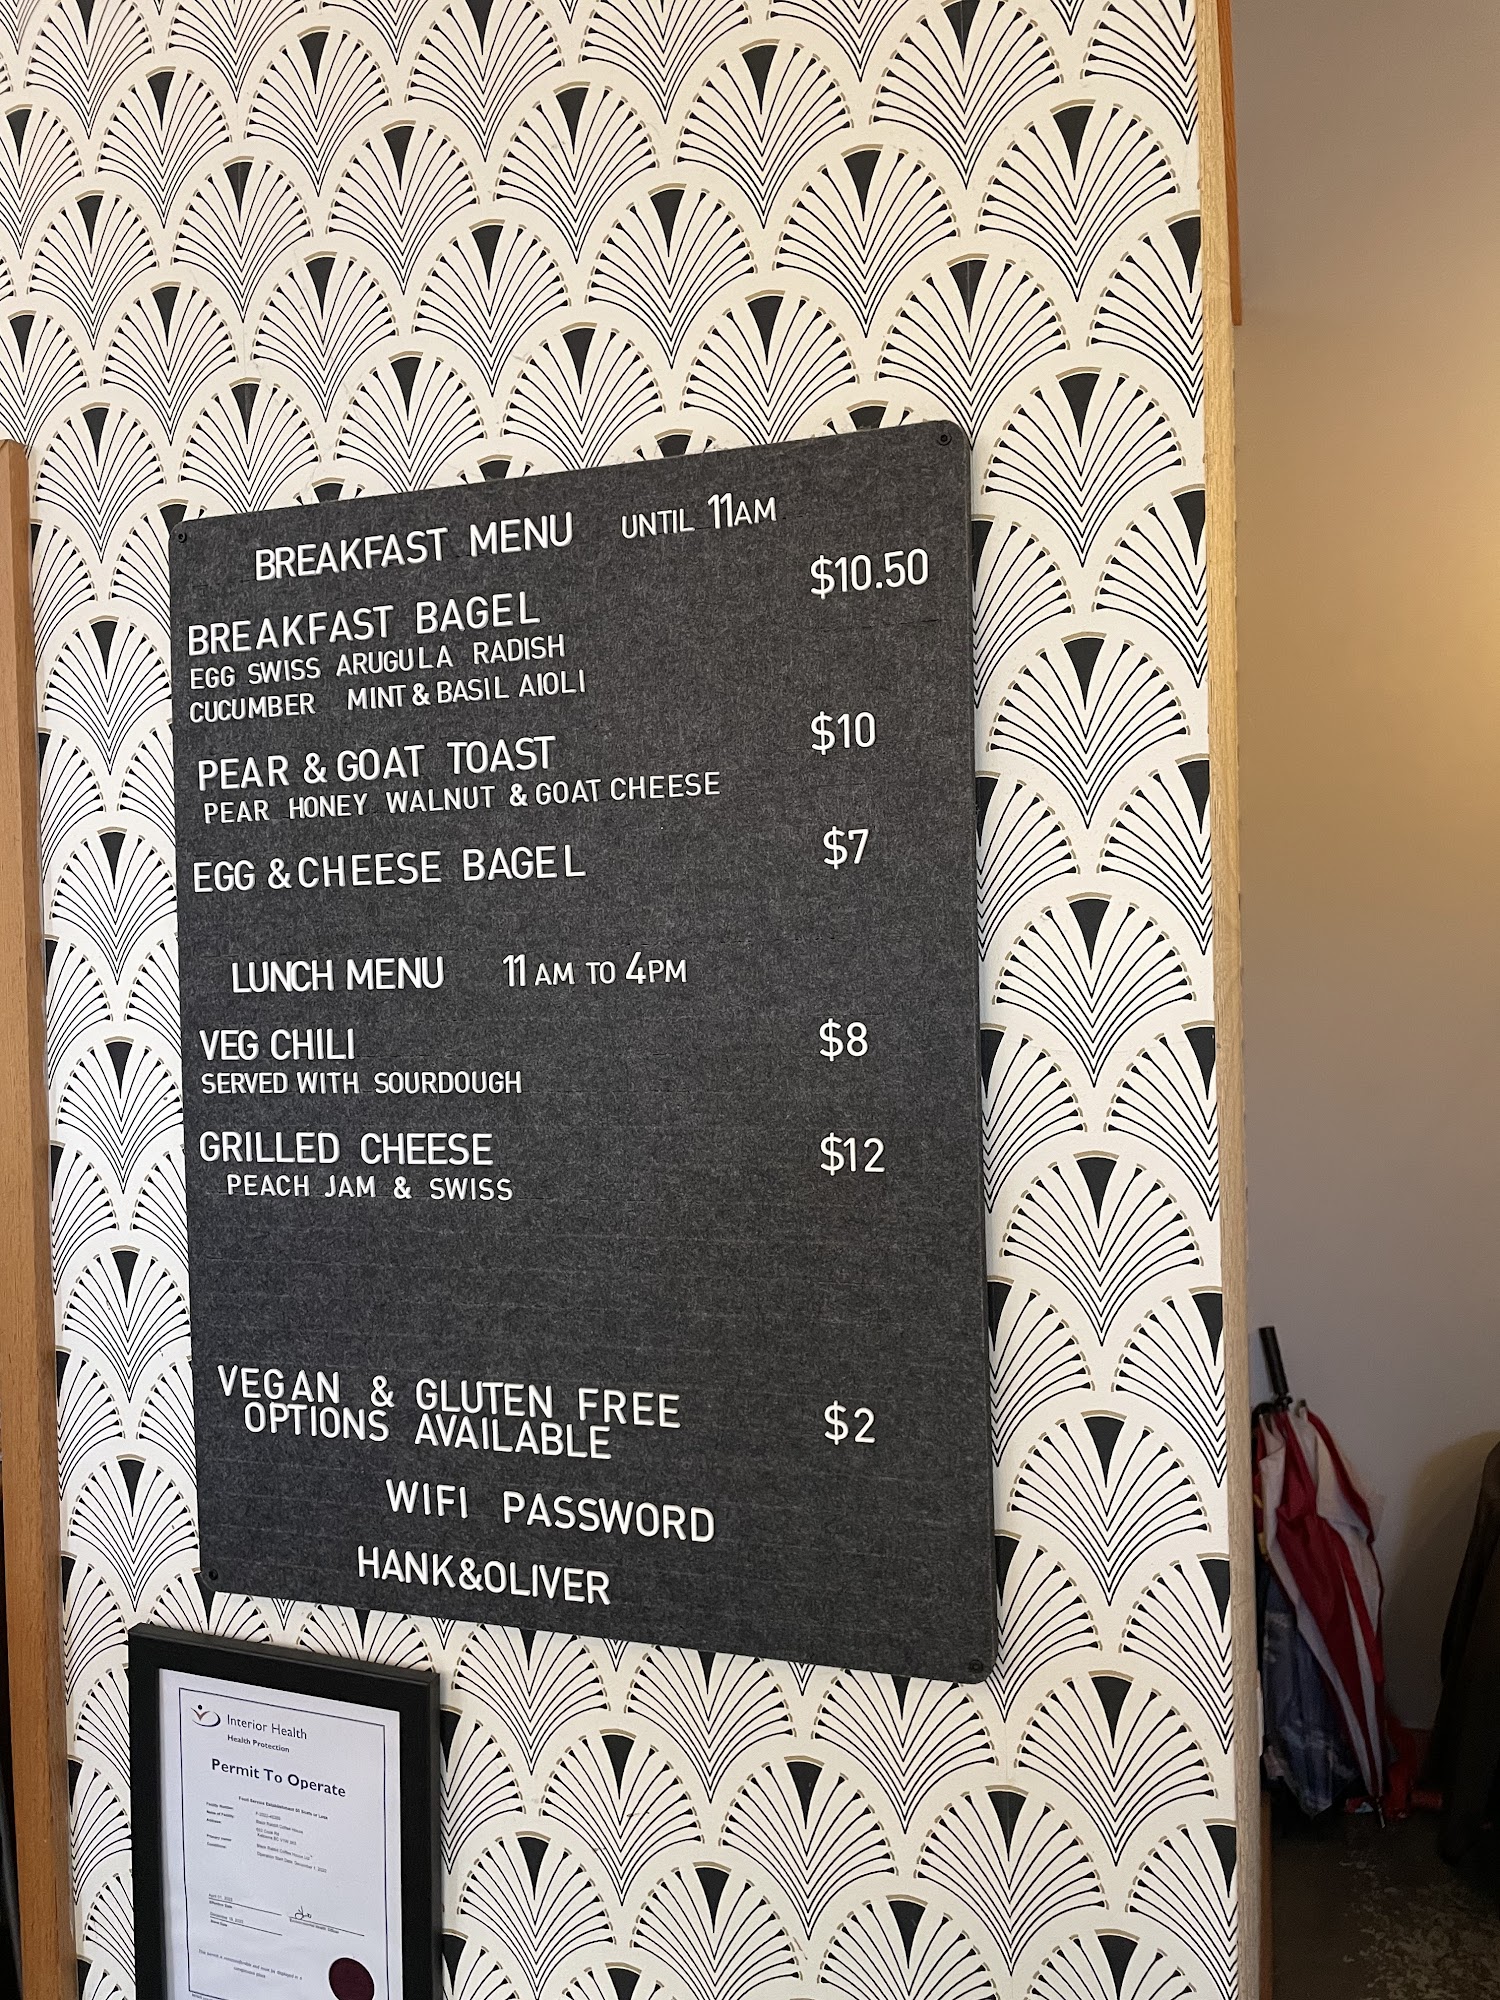 BREAKFAST MENU UNTIL 11AM
BREAKFAST BAGEL $10.50
EGG SWISS ARUGULA RADISH
CUCUMBER MINT & BASIL AIOLI
PEAR & GOAT TOAST $10
PEAR HONEY WALNUT & GOAT CHEESE
EGG & CHEESE BAGEL $7
LUNCH MENU 11 AM TO 4PM
VEG CHILI $8
SERVED WITH SOURDOUGH
GRILLED CHEESE $12
PEACH JAM & SWISS
VEGAN & GLUTEN FREE
OPTIONS AVAILABLE $2
WIFI PASSWORD
HANK&OLIVER
Interior Health
Health Protection
Permit To Operate